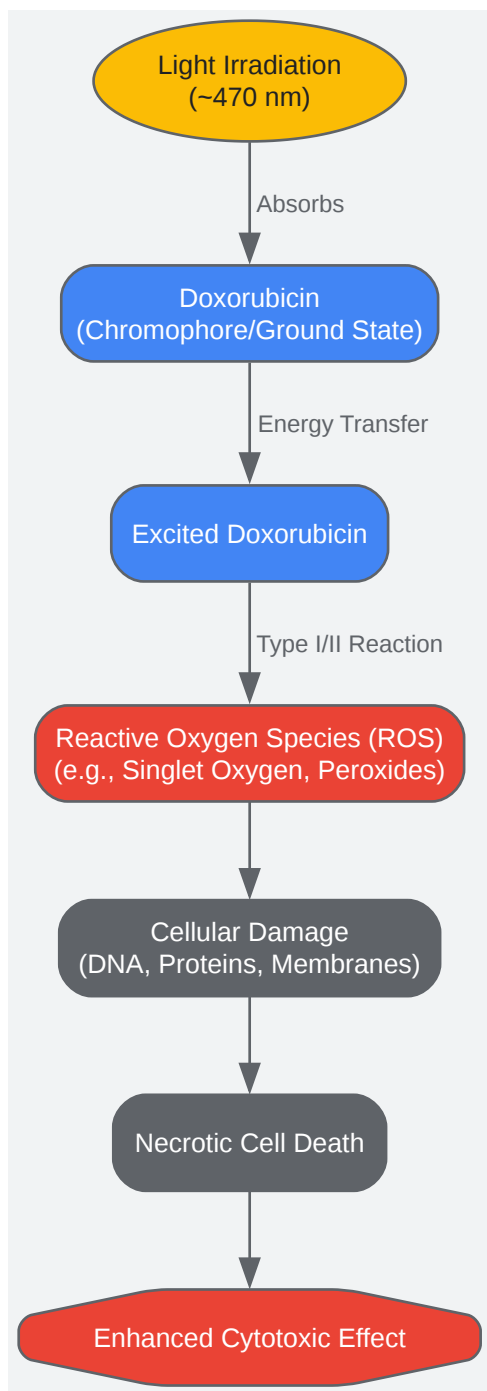 Light Irradiation
(~470 nm)
Absorbs
Doxorubicin
(Chromophore/Ground State)
Energy Transfer
Excited Doxorubicin
Type I/II Reaction
Reactive Oxygen Species (ROS)
(e.g., Singlet Oxygen, Peroxides)
Cellular Damage
(DNA, Proteins, Membranes)
Necrotic Cell Death
Enhanced Cytotoxic Effect